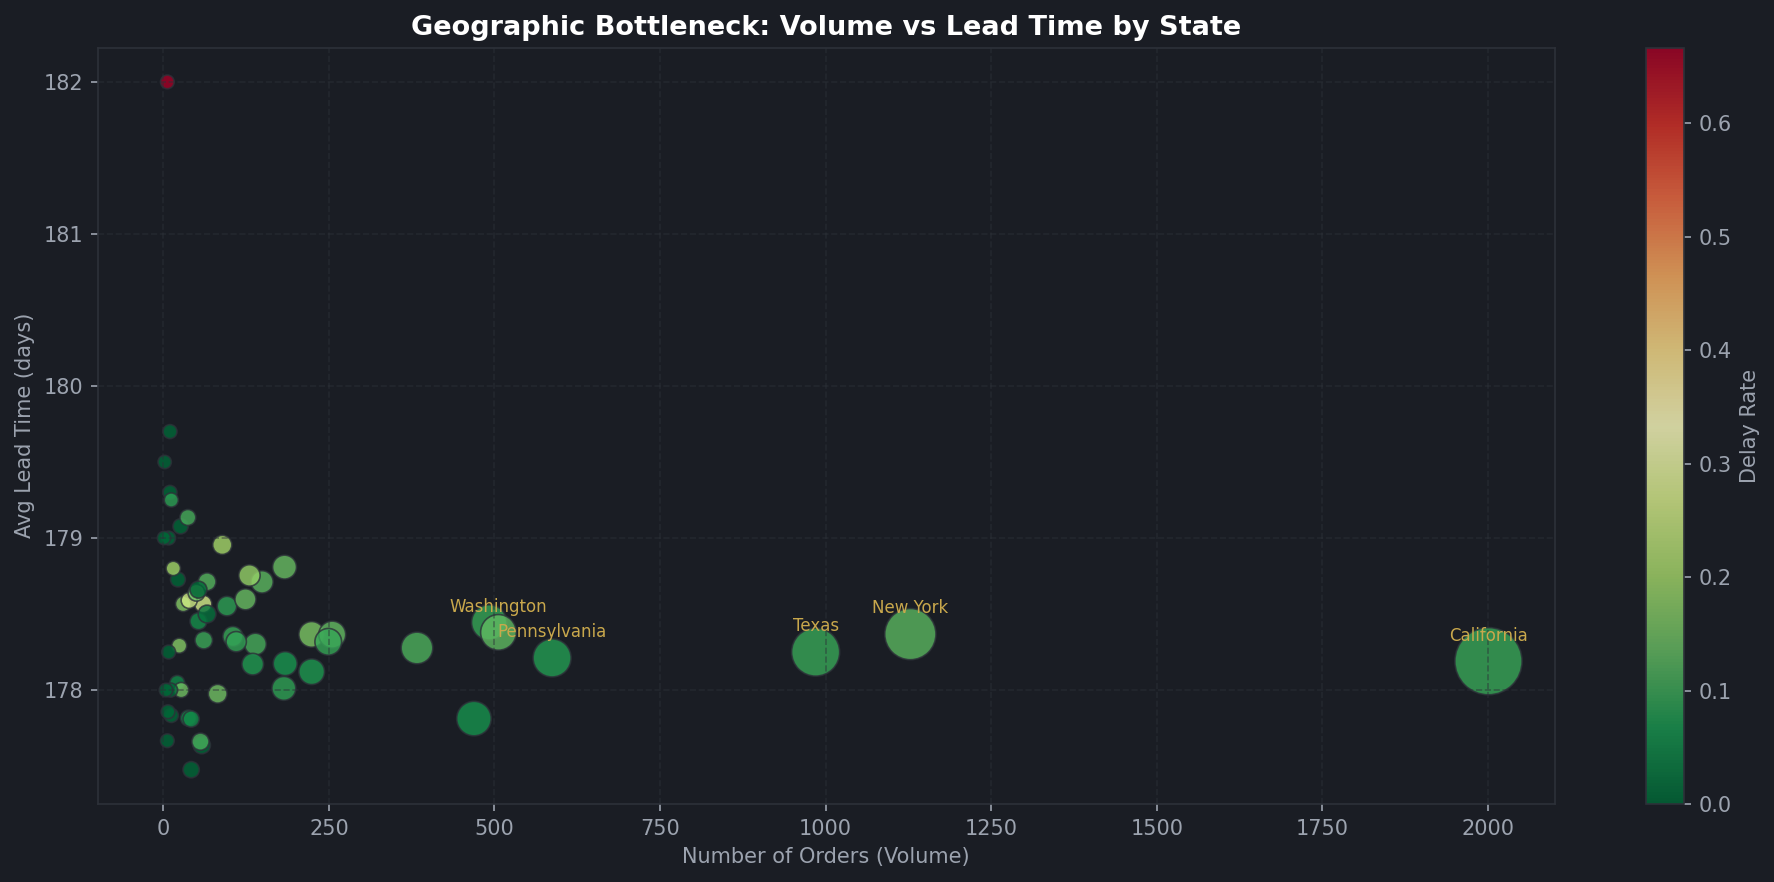 Geographic Bottleneck: Volume vs Lead Time by State
182
181
180
179
178
Avg Lead Time (days)
Washington
Pennsylvania
Texas
New York
California
0
250
500
750
1000
1250
1500
1750
2000
Number of Orders (Volume)
0.6
0.5
0.4
0.3
0.2
0.1
0.0
Delay Rate